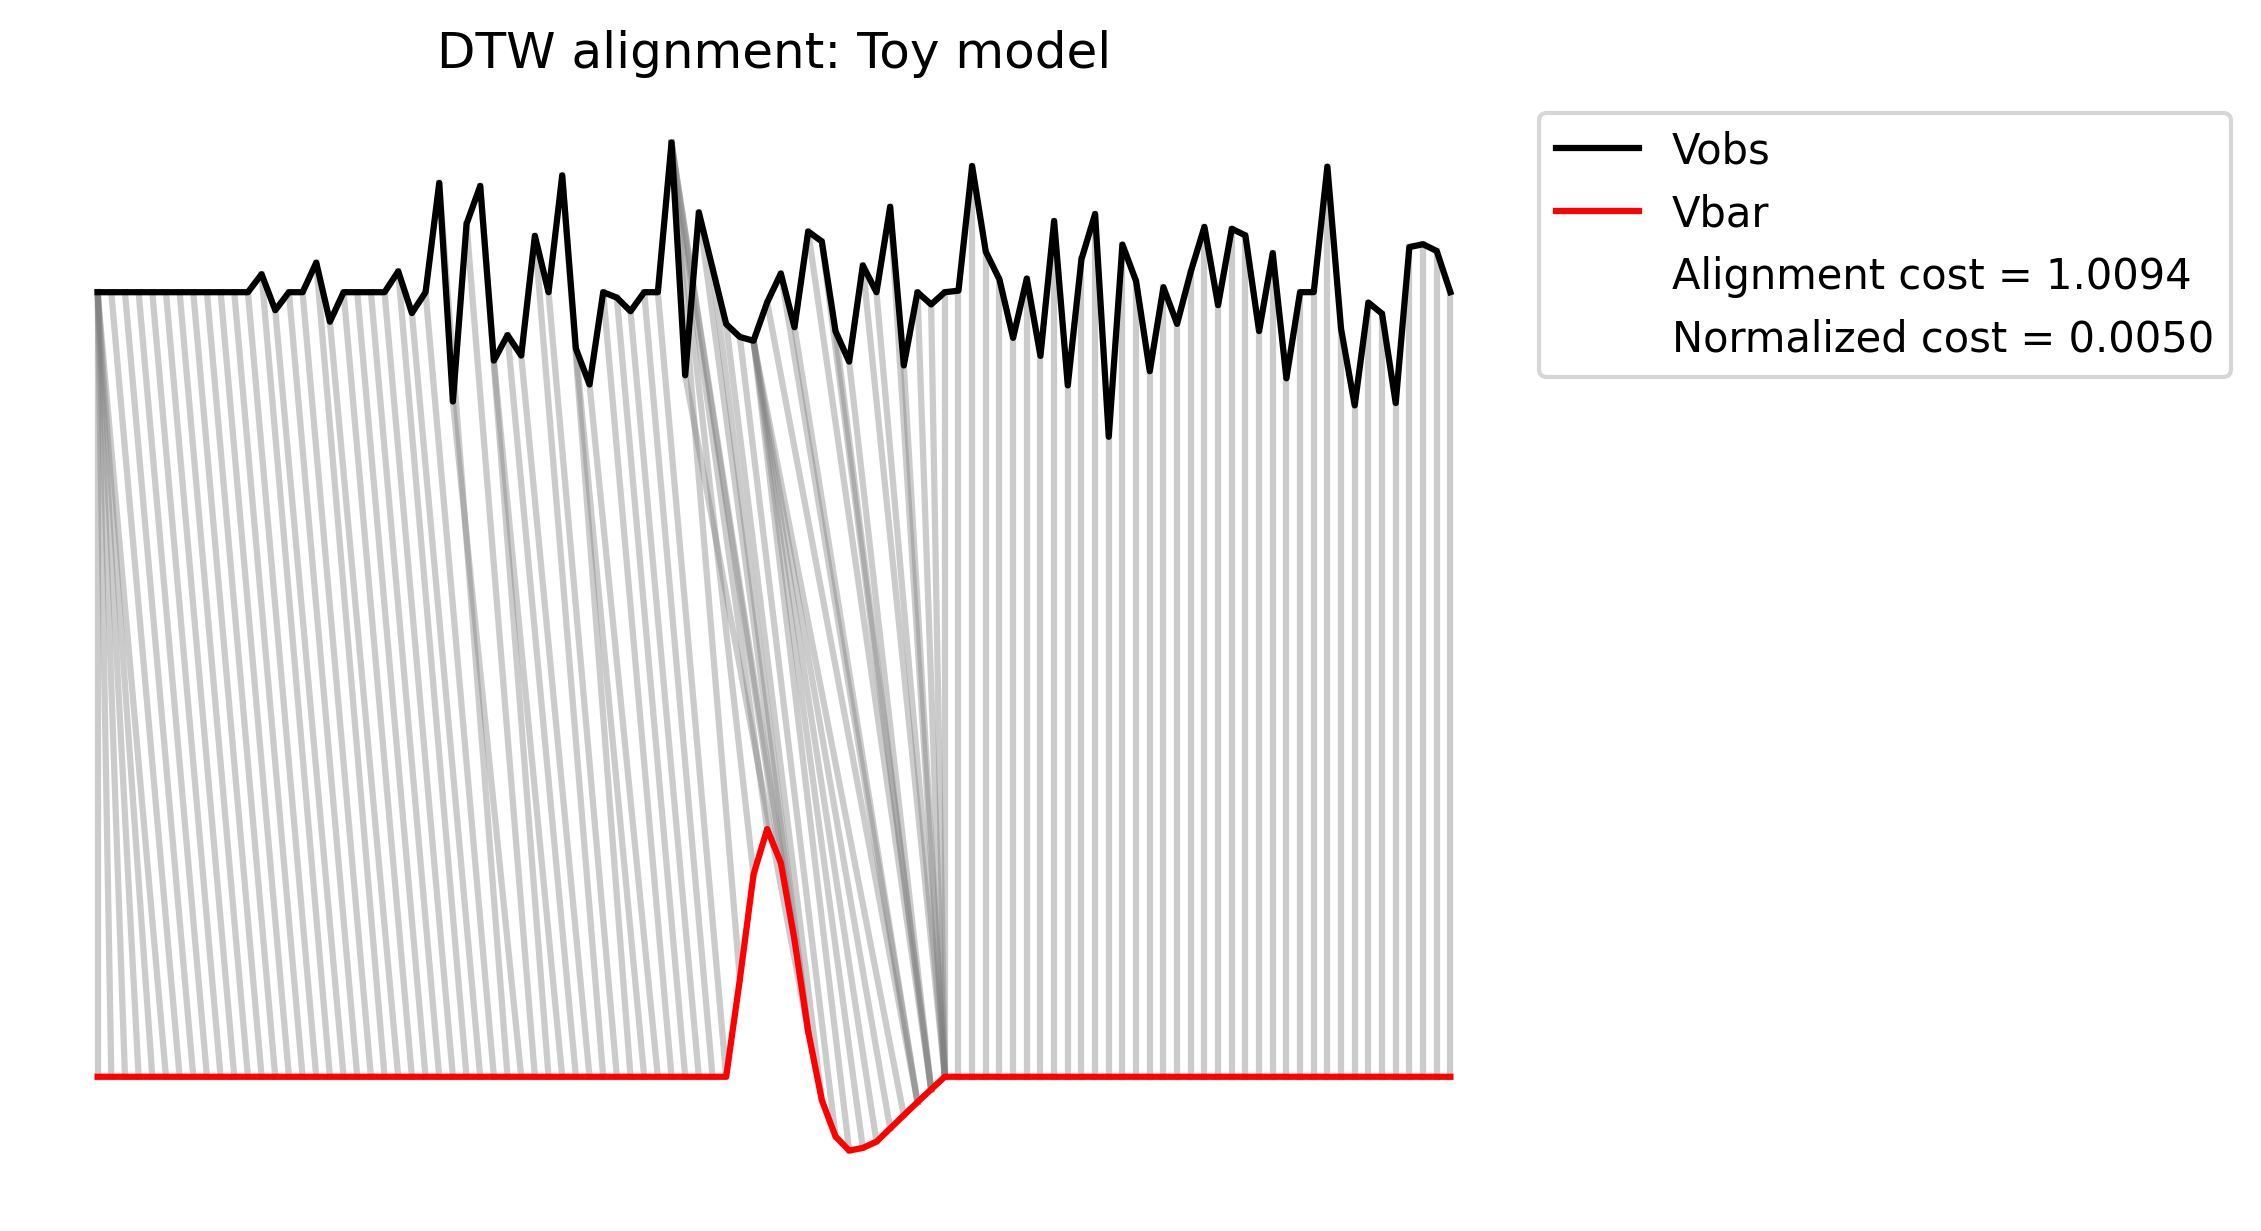 DTW alignment: Toy model
Vobs
Vbar
Alignment cost = 1.0094
Normalized cost = 0.0050